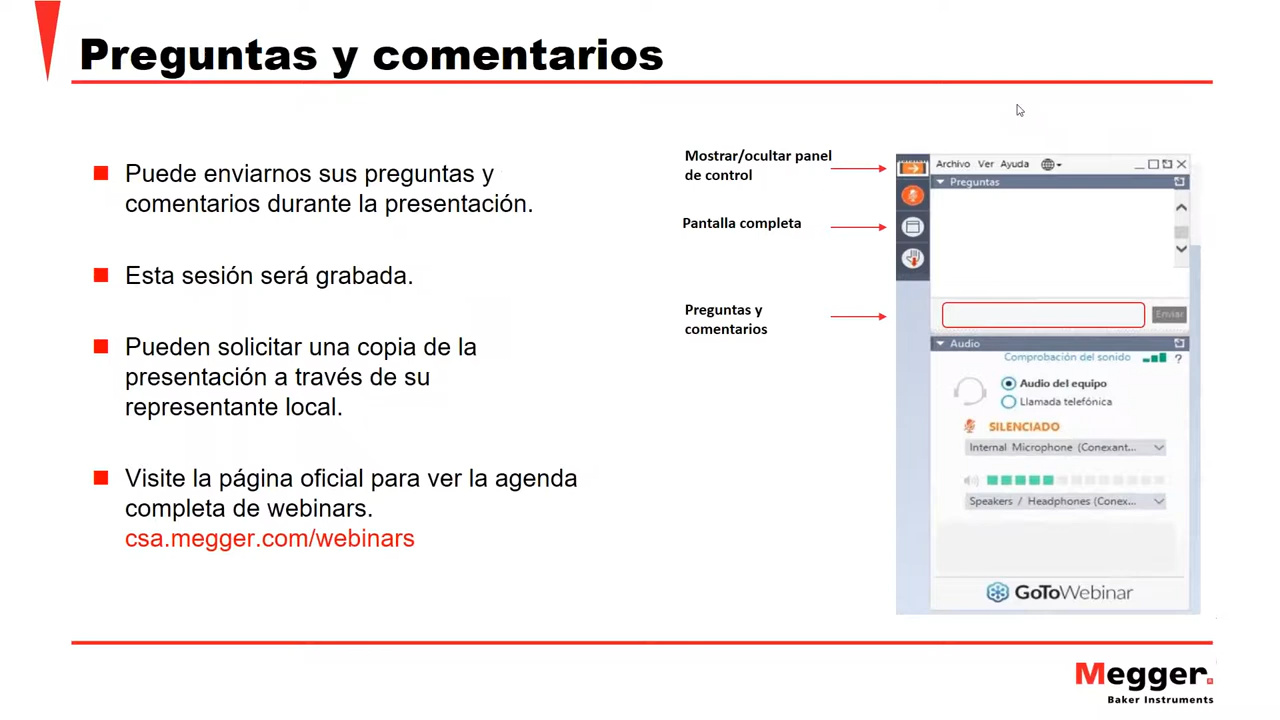 Preguntas y comentarios
Puede enviarnos sus preguntas y
comentarios durante la presentación.
Esta sesión será grabada.
Pueden solicitar una copia de la
presentación a través de su
representante local.
Visite la página oficial para ver la agenda
completa de webinars.
csa.megger.com/webinars
Mostrar/ocultar panel
de control
Pantalla completa
Preguntas y
comentarios
Archivo Ver Ayuda
Preguntas
Enviar
Audio
Comprobación del sonido ?
Audio del equipo
Llamada telefónica
SILENCIADO
Internal Microphone (Conexant...
Speakers / Headphones (Conex...
GoToWebinar
Megger.
Baker Instruments